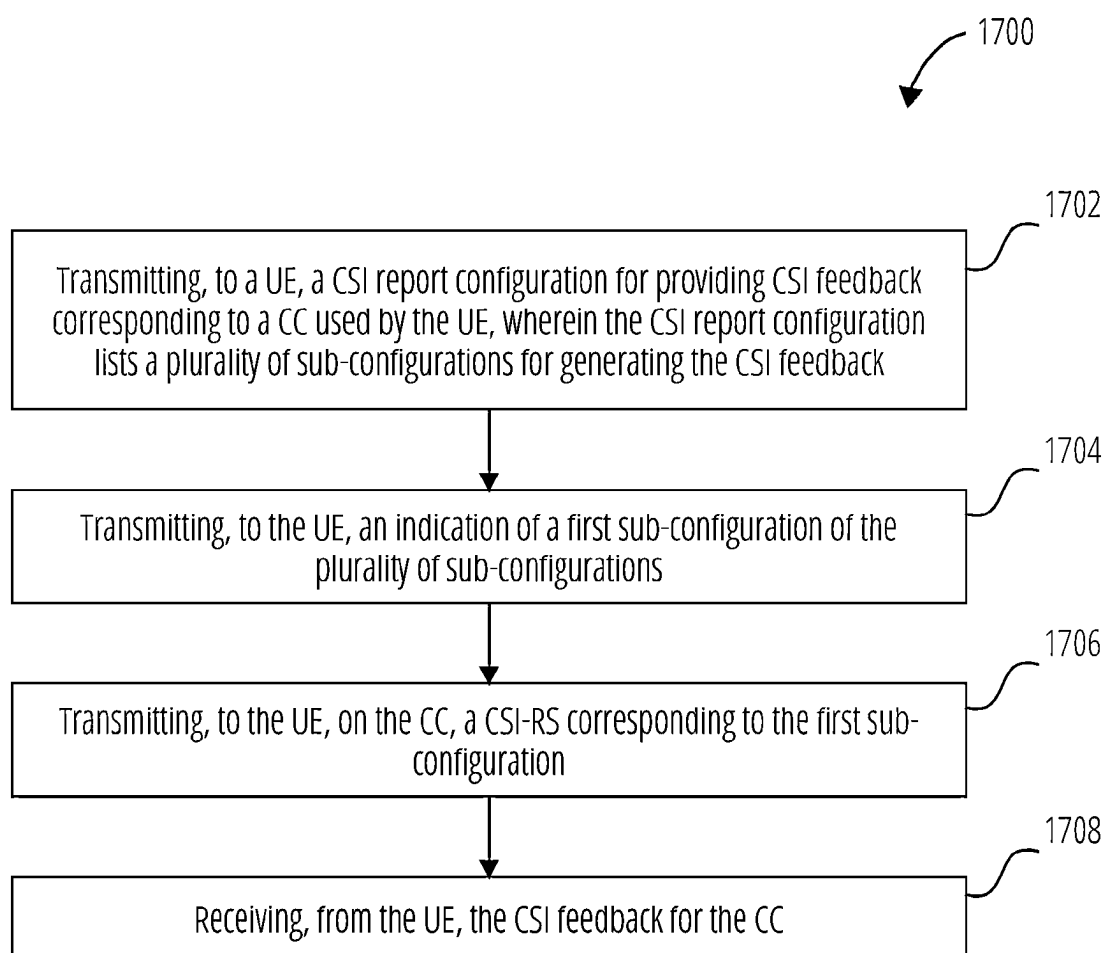 1700
1702
Transmitting, to a UE, a CSI report configuration for providing CSI feedback
corresponding to a CC used by the UE, wherein the CSI report configuration
lists a plurality of sub-configurations for generating the CSI feedback
1704
Transmitting, to the UE, an indication of a first sub-configuration of the
plurality of sub-configurations
1706
Transmitting, to the UE, on the CC, a CSI-RS corresponding to the first sub-
configuration
1708
Receiving, from the UE, the CSI feedback for the CC